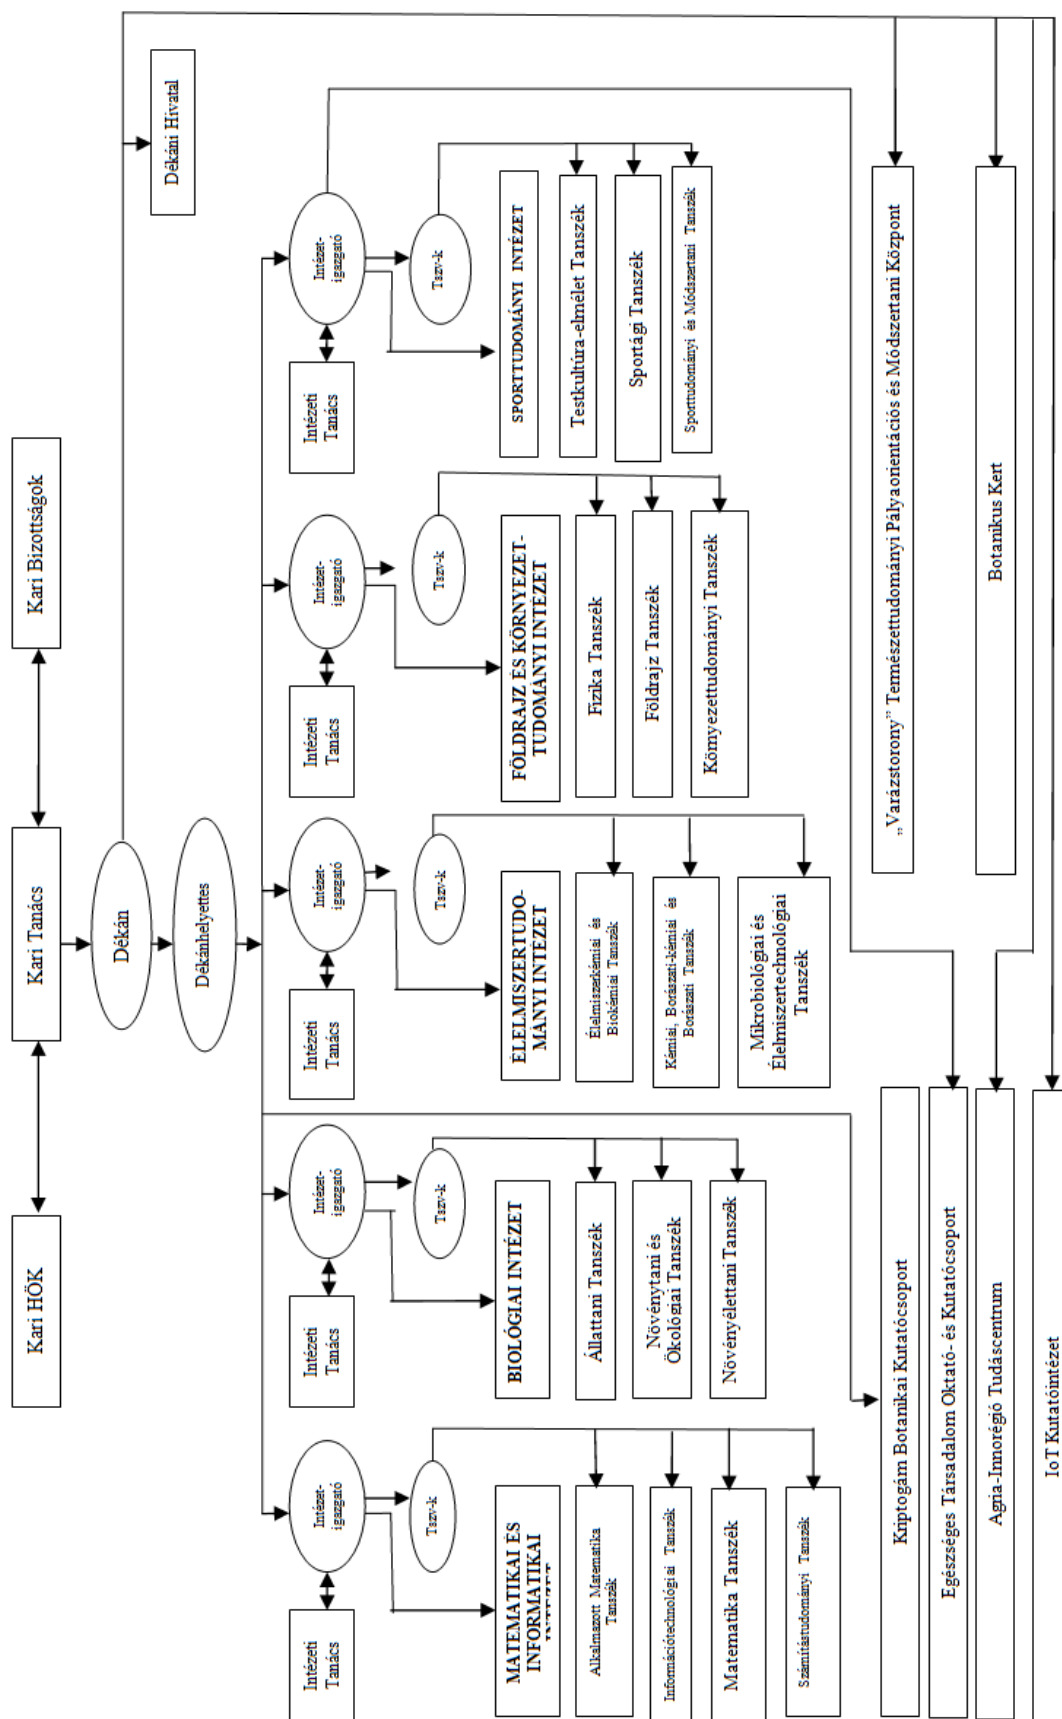 Kari HÖK
Kari Tanács
Kari Bizottságok
Dékán
Dékáni Hivatal
Dékánhelyettes
Intézeti
Tanács
Intézet-
igazgató
Intézeti
Tanács
Intézet-
igazgató
Intézeti
Tanács
Intézet-
igazgató
Intézeti
Tanács
Intézet-
igazgató
Intézeti
Tanács
Intézet-
igazgató
Tszv-k
Tszv-k
Tszv-k
Tszv-k
Tszv-k
MATEMATIKAI ÉS
INFORMATIKAI
Alkalmazott Matematika
Tanszék
Információtechnológiai Tanszék
Matematika Tanszék
Számítástudományi Tanszék
BIOLÓGIAI INTÉZET
Állattani Tanszék
Növénytani és
Ökológiai Tanszék
Növényélettani Tanszék
ÉLELMISZERTUDO-
MÁNYI INTÉZET
Élelmiszerkémiai és
Biokémiai Tanszék
Kémiai, Borászati-kémiai és
Borászati Tanszék
Mikrobiológiai és
Élelmiszertechnológiai
Tanszék
FÖLDRAJZ ÉS KÖRNYEZET-
TUDOMÁNYI INTÉZET
Fizika Tanszék
Földrajz Tanszék
Környezettudományi Tanszék
SPORTTUDOMÁNYI INTÉZET
Testkultúra-elmélet Tanszék
Sportági Tanszék
Sporttudományi és Módszertani Tanszék
Kriptogám Botanikai Kutatócsoport
„Varázstorony” Természettudományi Pályaorientációs és Módszertani Központ
Egészséges Társadalom Oktató- és Kutatócsoport
Agria-Innorégió Tudáscentrum
Botanikus Kert
IoT Kutatóintézet